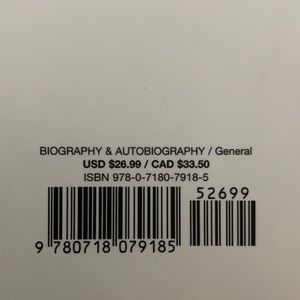 BIOGRAPHY & AUTOBIOGRAPHY / General
USD $26.99 / CAD $33.50
ISBN 978-0-7180-7918-5
52699
9 780718 079185